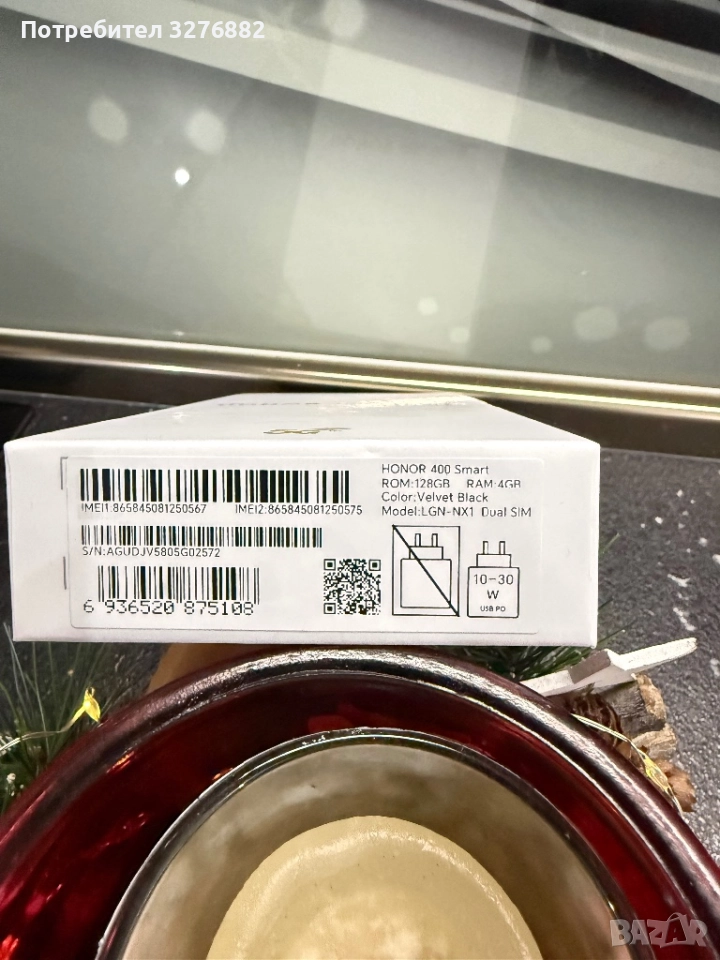 Потребител 3276882
5G
HONOR 400 Smart
ROM:128GB RAM:4GB
Color:Velvet Black
Model:LGN-NX1 Dual SIM
IMEI1:865845081250567 IMEI2:865845081250575
S/N:AGUDJV5805G02572
6 936520 875108
10-30
W
USB PD
BAZAR